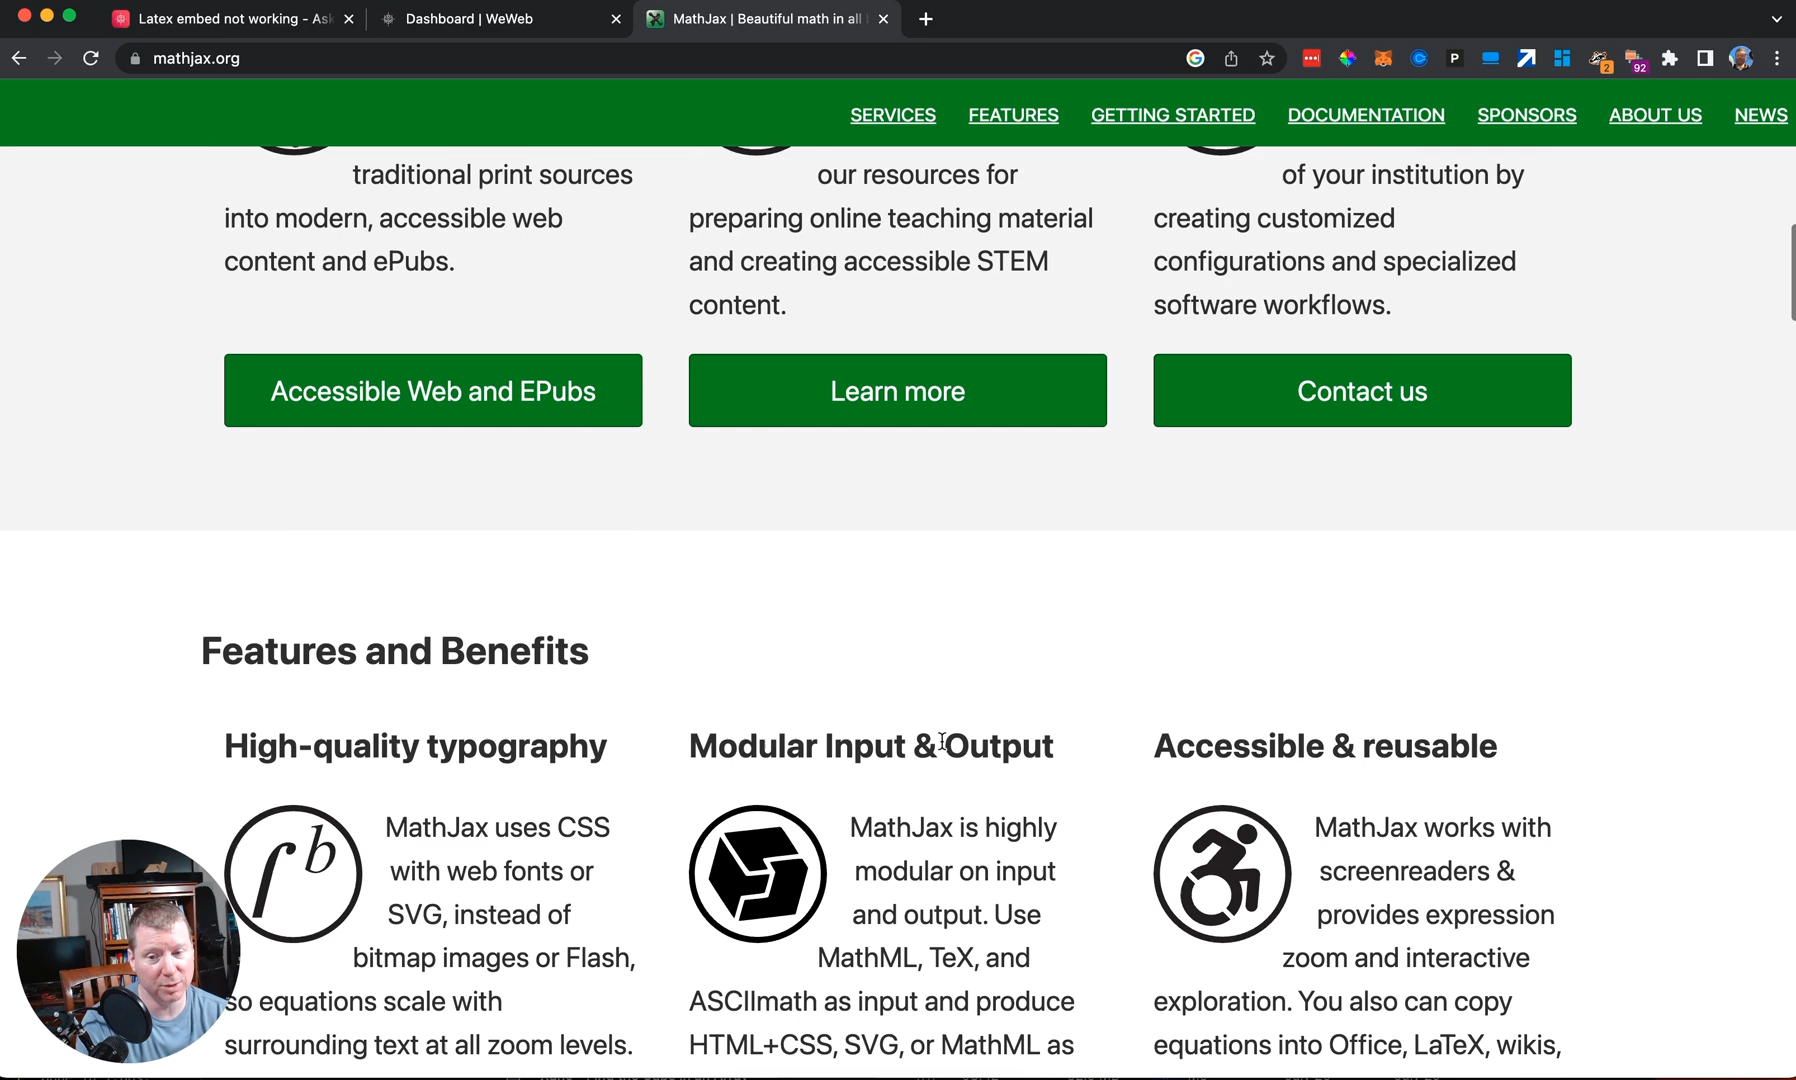 Latex embed not working - Ask
Dashboard | WeWeb
MathJax | Beautiful math in all
mathjax.org
2
92
P
SERVICES
FEATURES
GETTING STARTED
DOCUMENTATION
SPONSORS
ABOUT US
NEWS
traditional print sources
into modern, accessible web
content and ePubs.
our resources for
preparing online teaching material
and creating accessible STEM
content.
of your institution by
creating customized
configurations and specialized
software workflows.
Accessible Web and EPubs
Learn more
Contact us
Features and Benefits
High-quality typography
MathJax uses CSS
with web fonts or
SVG, instead of
bitmap images or Flash,
so equations scale with
surrounding text at all zoom levels.
Modular Input & Output
MathJax is highly
modular on input
and output. Use
MathML, TeX, and
ASCIImath as input and produce
HTML+CSS, SVG, or MathML as
Accessible & reusable
MathJax works with
screenreaders &
provides expression
zoom and interactive
exploration. You also can copy
equations into Office, LaTeX, wikis,